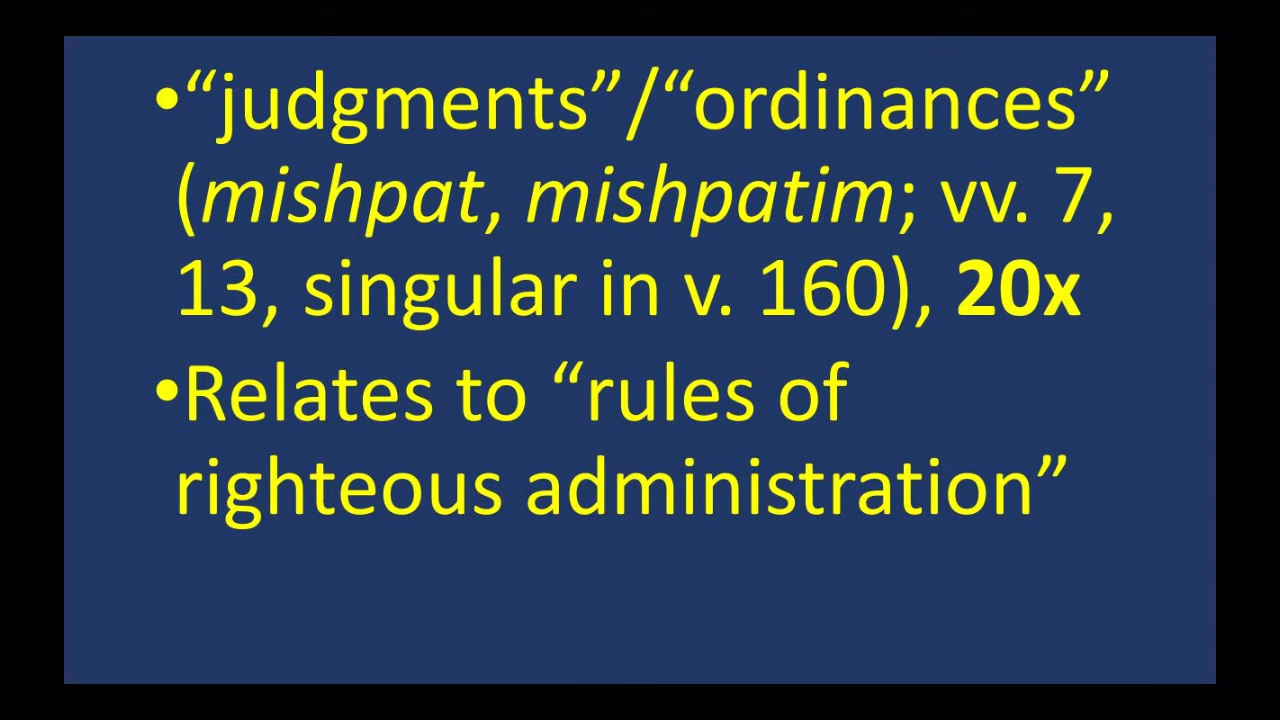 •“judgments”/“ordinances”
(mishpat, mishpatim; vv. 7,
13, singular in v. 160), 20x
•Relates to “rules of
righteous administration”